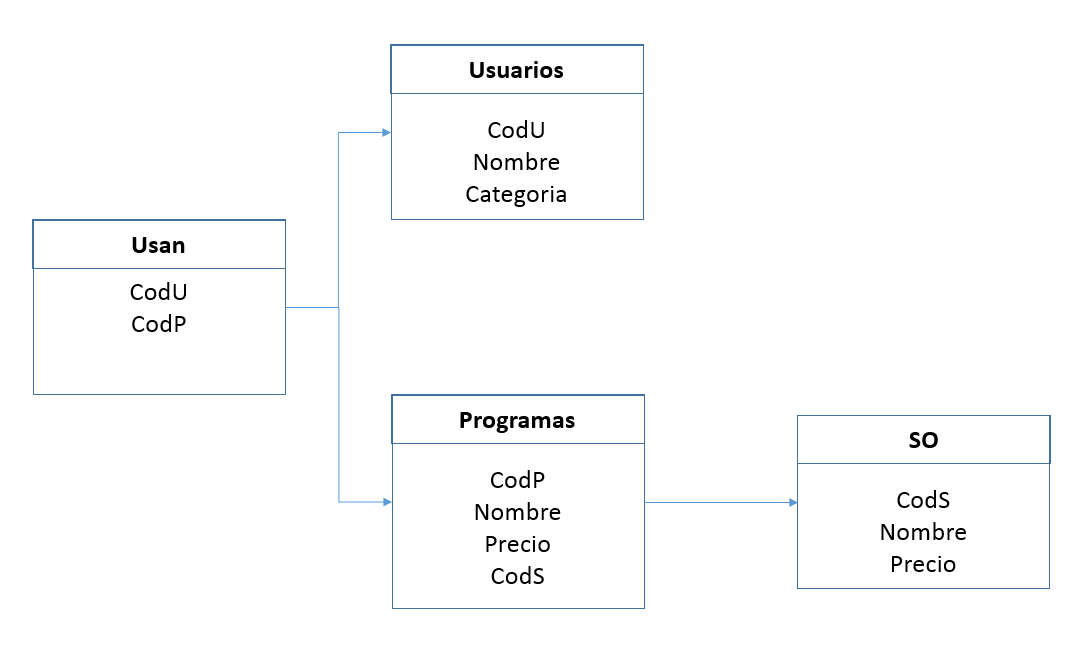 Usuarios
CodU
Nombre
Categoria
Usan
CodU
CodP
Programas
CodP
Nombre
Precio
CodS
SO
CodS
Nombre
Precio